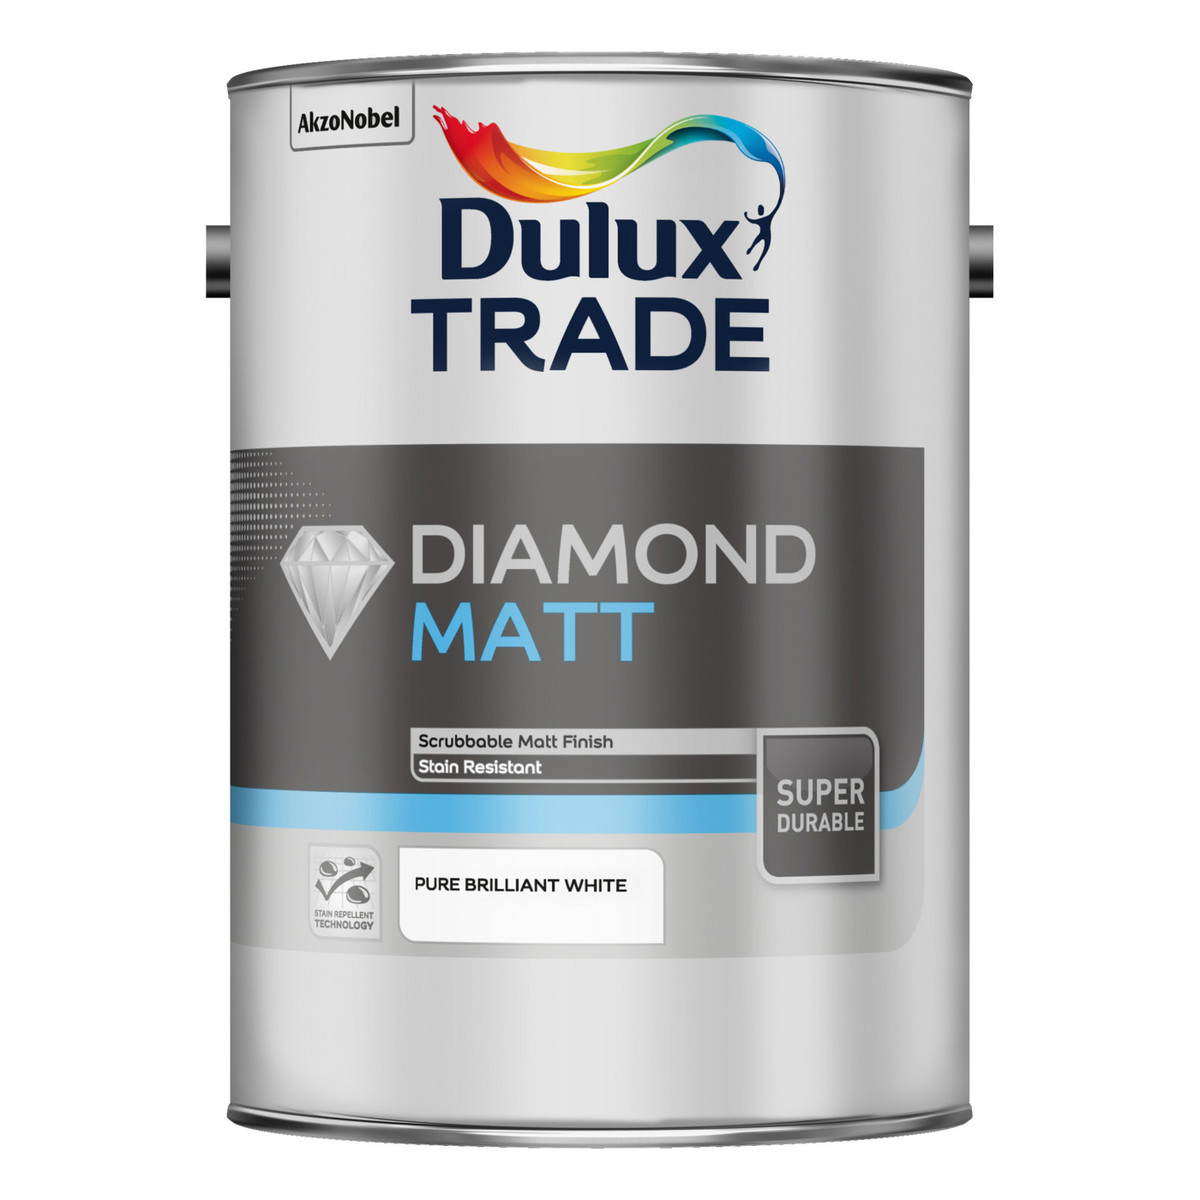 AkzoNobel
Dulux
TRADE
DIAMOND
MATT
Scrubbable Matt Finish
Stain Resistant
SUPER
DURABLE
PURE BRILLIANT WHITE
STAIN REPELLENT
TECHNOLOGY